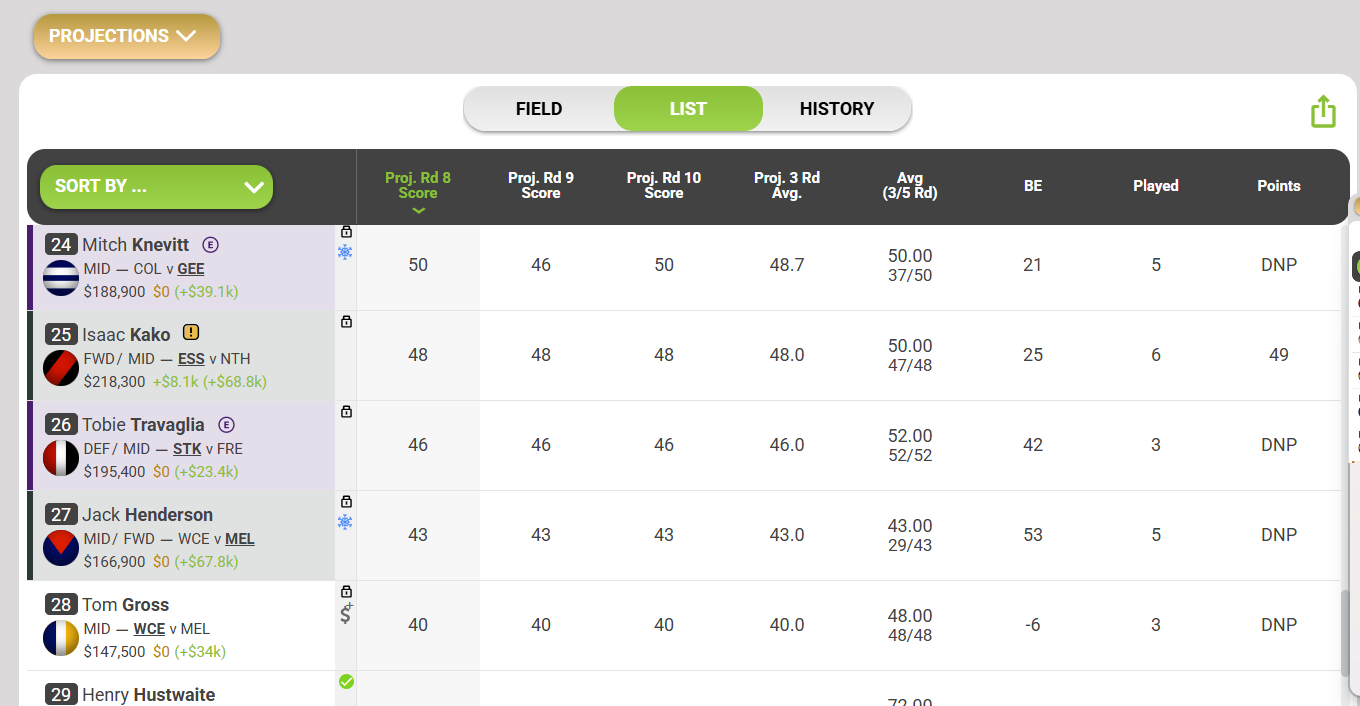 PROJECTIONS
FIELD LIST HISTORY
SORT BY ...
Proj. Rd 8 Score
Proj. Rd 9 Score
Proj. Rd 10 Score
Proj. 3 Rd Avg.
Avg (3/5 Rd)
BE
Played
Points
24 Mitch Knevitt E
MID — COL v GEE
$188,900 $0 (+$39.1k)
50 46 50 48.7 50.00 37/50 21 5 DNP
25 Isaac Kako !
FWD/ MID — ESS v NTH
$218,300 +$8.1k (+$68.8k)
48 48 48 48.0 50.00 47/48 25 6 49
26 Tobie Travaglia E
DEF/ MID — STK v FRE
$195,400 $0 (+$23.4k)
46 46 46 46.0 52.00 52/52 42 3 DNP
27 Jack Henderson
MID/ FWD — WCE v MEL
$166,900 $0 (+$67.8k)
43 43 43 43.0 43.00 29/43 53 5 DNP
28 Tom Gross
MID — WCE v MEL
$147,500 $0 (+$34k)
40 40 40 40.0 48.00 48/48 -6 3 DNP
29 Henry Hustwaite
72.00